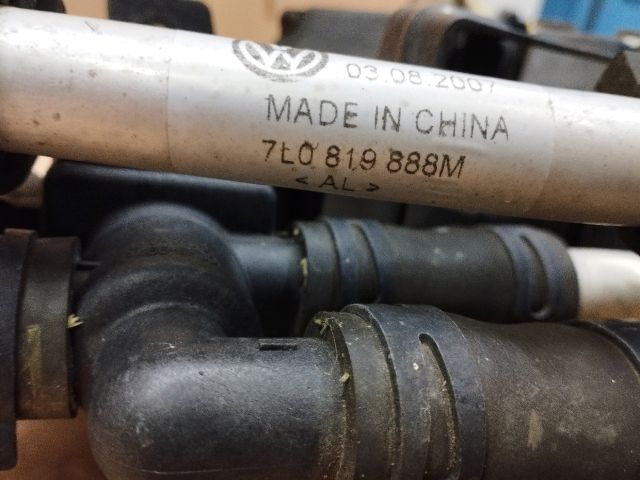 03.08.2007
MADE IN CHINA
7L0 819 888M
< AL >